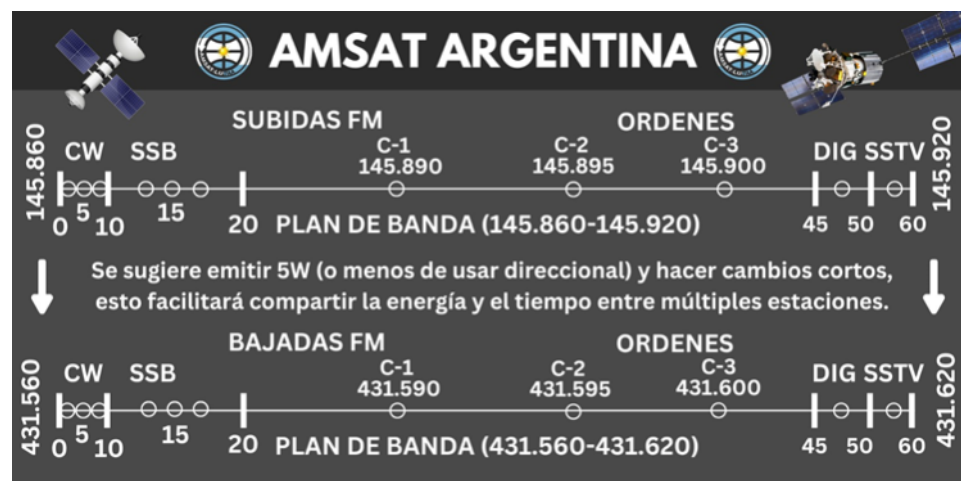 AMSAT ARGENTINA
SUBIDAS FM ORDENES
145.860 CW SSB C-1 C-2 C-3 DIG SSTV 145.920
145.890 145.895 145.900
0 5 10 15 20 PLAN DE BANDA (145.860-145.920) 45 50 60
Se sugiere emitir 5W (o menos de usar direccional) y hacer cambios cortos,
esto facilitará compartir la energía y el tiempo entre múltiples estaciones.
BAJADAS FM ORDENES
431.560 CW SSB C-1 C-2 C-3 DIG SSTV 431.620
431.590 431.595 431.600
0 5 10 15 20 PLAN DE BANDA (431.560-431.620) 45 50 60